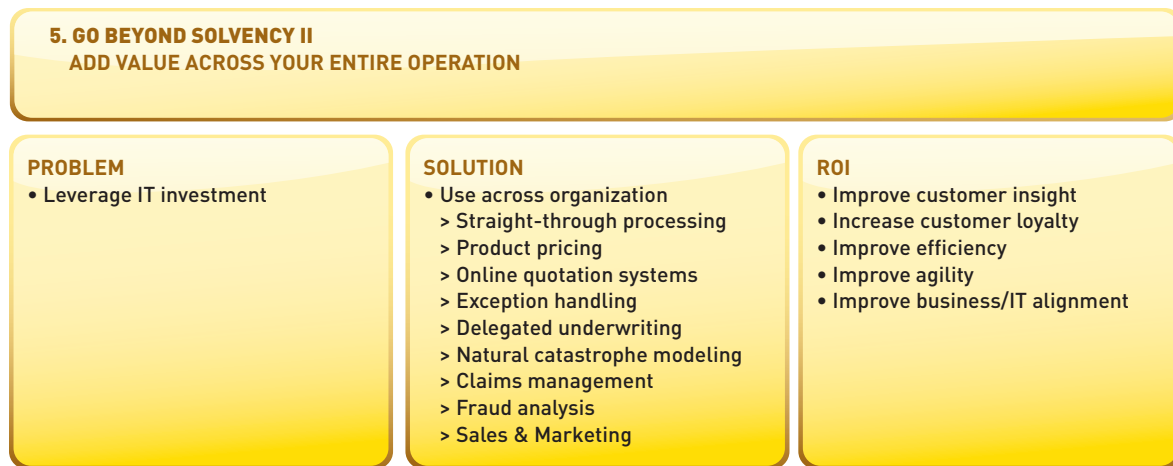 5. GO BEYOND SOLVENCY II
ADD VALUE ACROSS YOUR ENTIRE OPERATION
PROBLEM
• Leverage IT investment
SOLUTION
• Use across organization
> Straight-through processing
> Product pricing
> Online quotation systems
> Exception handling
> Delegated underwriting
> Natural catastrophe modeling
> Claims management
> Fraud analysis
> Sales & Marketing
ROI
• Improve customer insight
• Increase customer loyalty
• Improve efficiency
• Improve agility
• Improve business/IT alignment